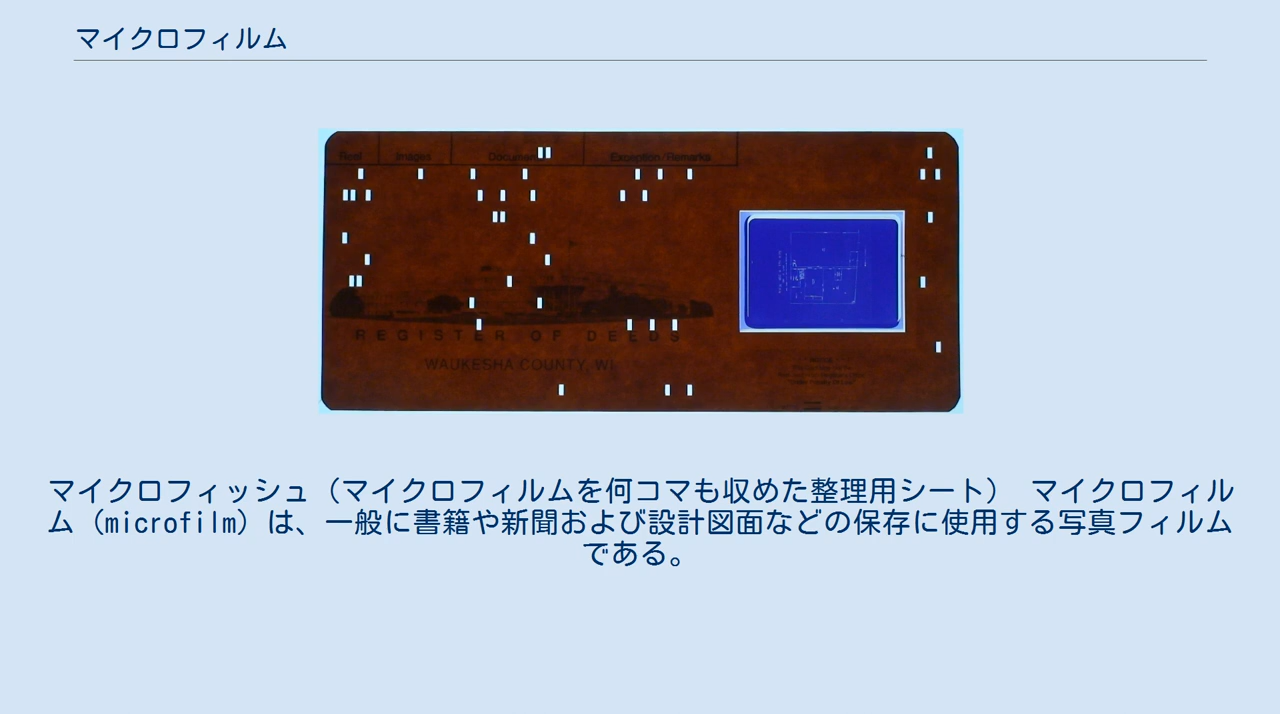 マイクロフィルム
Reel Images Document Exception/Remarks
REGISTER OF DEEDS
WAUKESHA COUNTY, WI
マイクロフィッシュ（マイクロフィルムを何コマも収めた整理用シート） マイクロフィル
ム（microfilm）は、一般に書籍や新聞および設計図面などの保存に使用する写真フィルム
である。